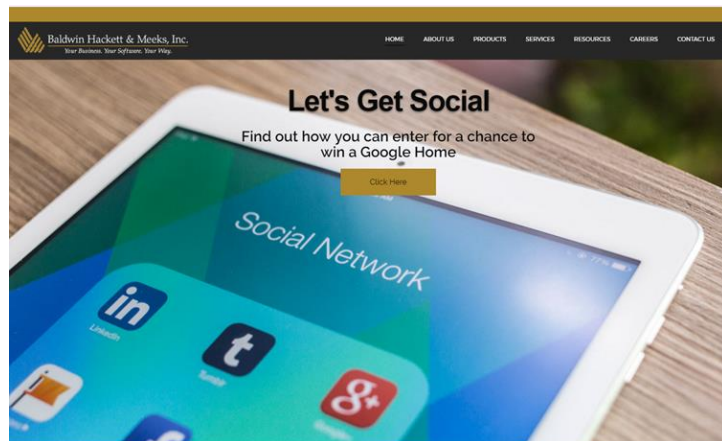 Baldwin Hackett & Meeks, Inc.
Your Business. Your Software. Your Way.
HOME ABOUT US PRODUCTS SERVICES RESOURCES CAREERS CONTACT US
Let's Get Social
Find out how you can enter for a chance to
win a Google Home
Click Here
77%
Social Network
in
LinkedIn
t
Tumblr
g+